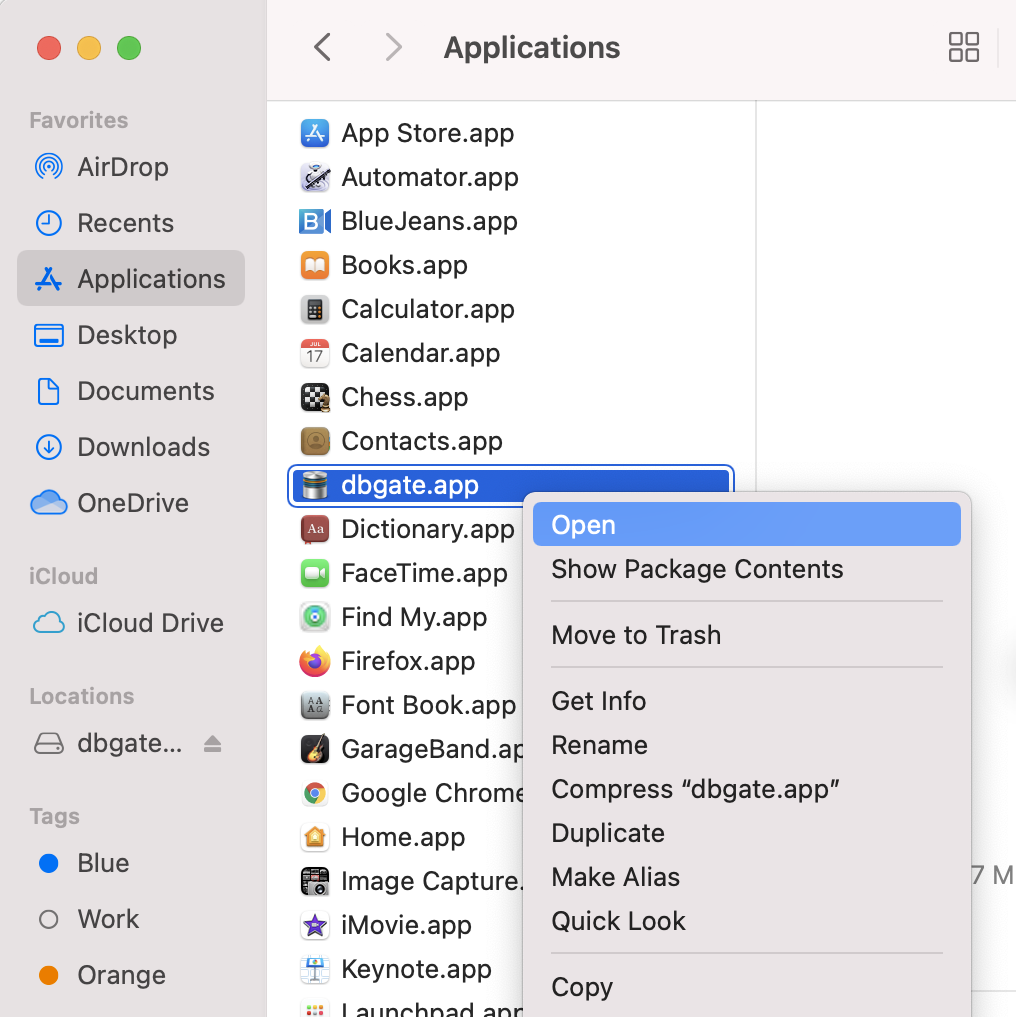 Applications
Favorites
AirDrop
Recents
Applications
Desktop
Documents
Downloads
OneDrive
iCloud
iCloud Drive
Locations
dbgate...
Tags
Blue
Work
Orange
App Store.app
Automator.app
B BlueJeans.app
Books.app
Calculator.app
JUL
17 Calendar.app
Chess.app
Contacts.app
dbgate.app
Aa Dictionary.app
FaceTime.app
Find My.app
Firefox.app
Font Book.app
GarageBand.ap
Google Chrome
Home.app
Image Capture.
iMovie.app
Keynote.app
Launchpad.app
Open
Show Package Contents
Move to Trash
Get Info
Rename
Compress “dbgate.app”
Duplicate
Make Alias
Quick Look
Copy
7 M